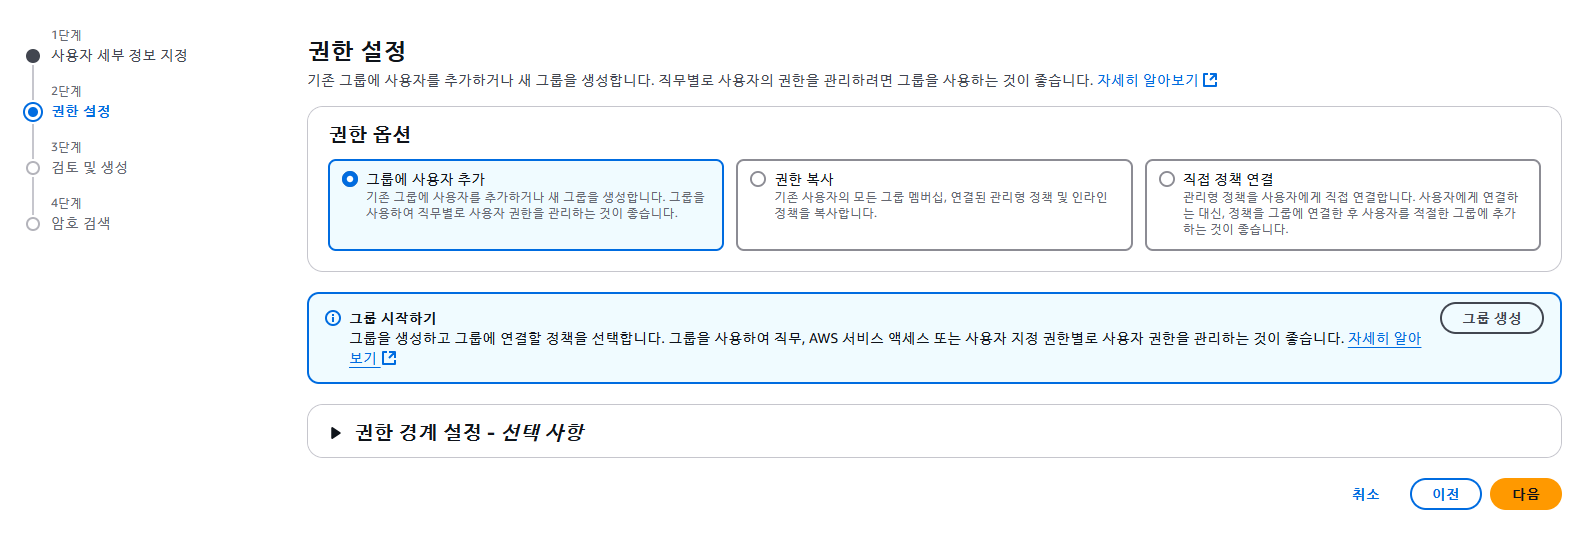 1단계
사용자 세부 정보 지정
2단계
권한 설정
3단계
검토 및 생성
4단계
암호 검색
권한 설정
기존 그룹에 사용자를 추가하거나 새 그룹을 생성합니다. 직무별로 사용자의 권한을 관리하려면 그룹을 사용하는 것이 좋습니다. 자세히 알아보기
권한 옵션
그룹에 사용자 추가
기존 그룹에 사용자를 추가하거나 새 그룹을 생성합니다. 그룹을
사용하여 직무별로 사용자 권한을 관리하는 것이 좋습니다.
권한 복사
기존 사용자의 모든 그룹 멤버십, 연결된 관리형 정책 및 인라인
정책을 복사합니다.
직접 정책 연결
관리형 정책을 사용자에게 직접 연결합니다. 사용자에게 연결하
는 대신, 정책을 그룹에 연결한 후 사용자를 적절한 그룹에 추가
하는 것이 좋습니다.
그룹 시작하기
그룹을 생성하고 그룹에 연결할 정책을 선택합니다. 그룹을 사용하여 직무, AWS 서비스 액세스 또는 사용자 지정 권한별로 사용자 권한을 관리하는 것이 좋습니다. 자세히 알아
보기
그룹 생성
권한 경계 설정 - 선택 사항
취소
이전
다음